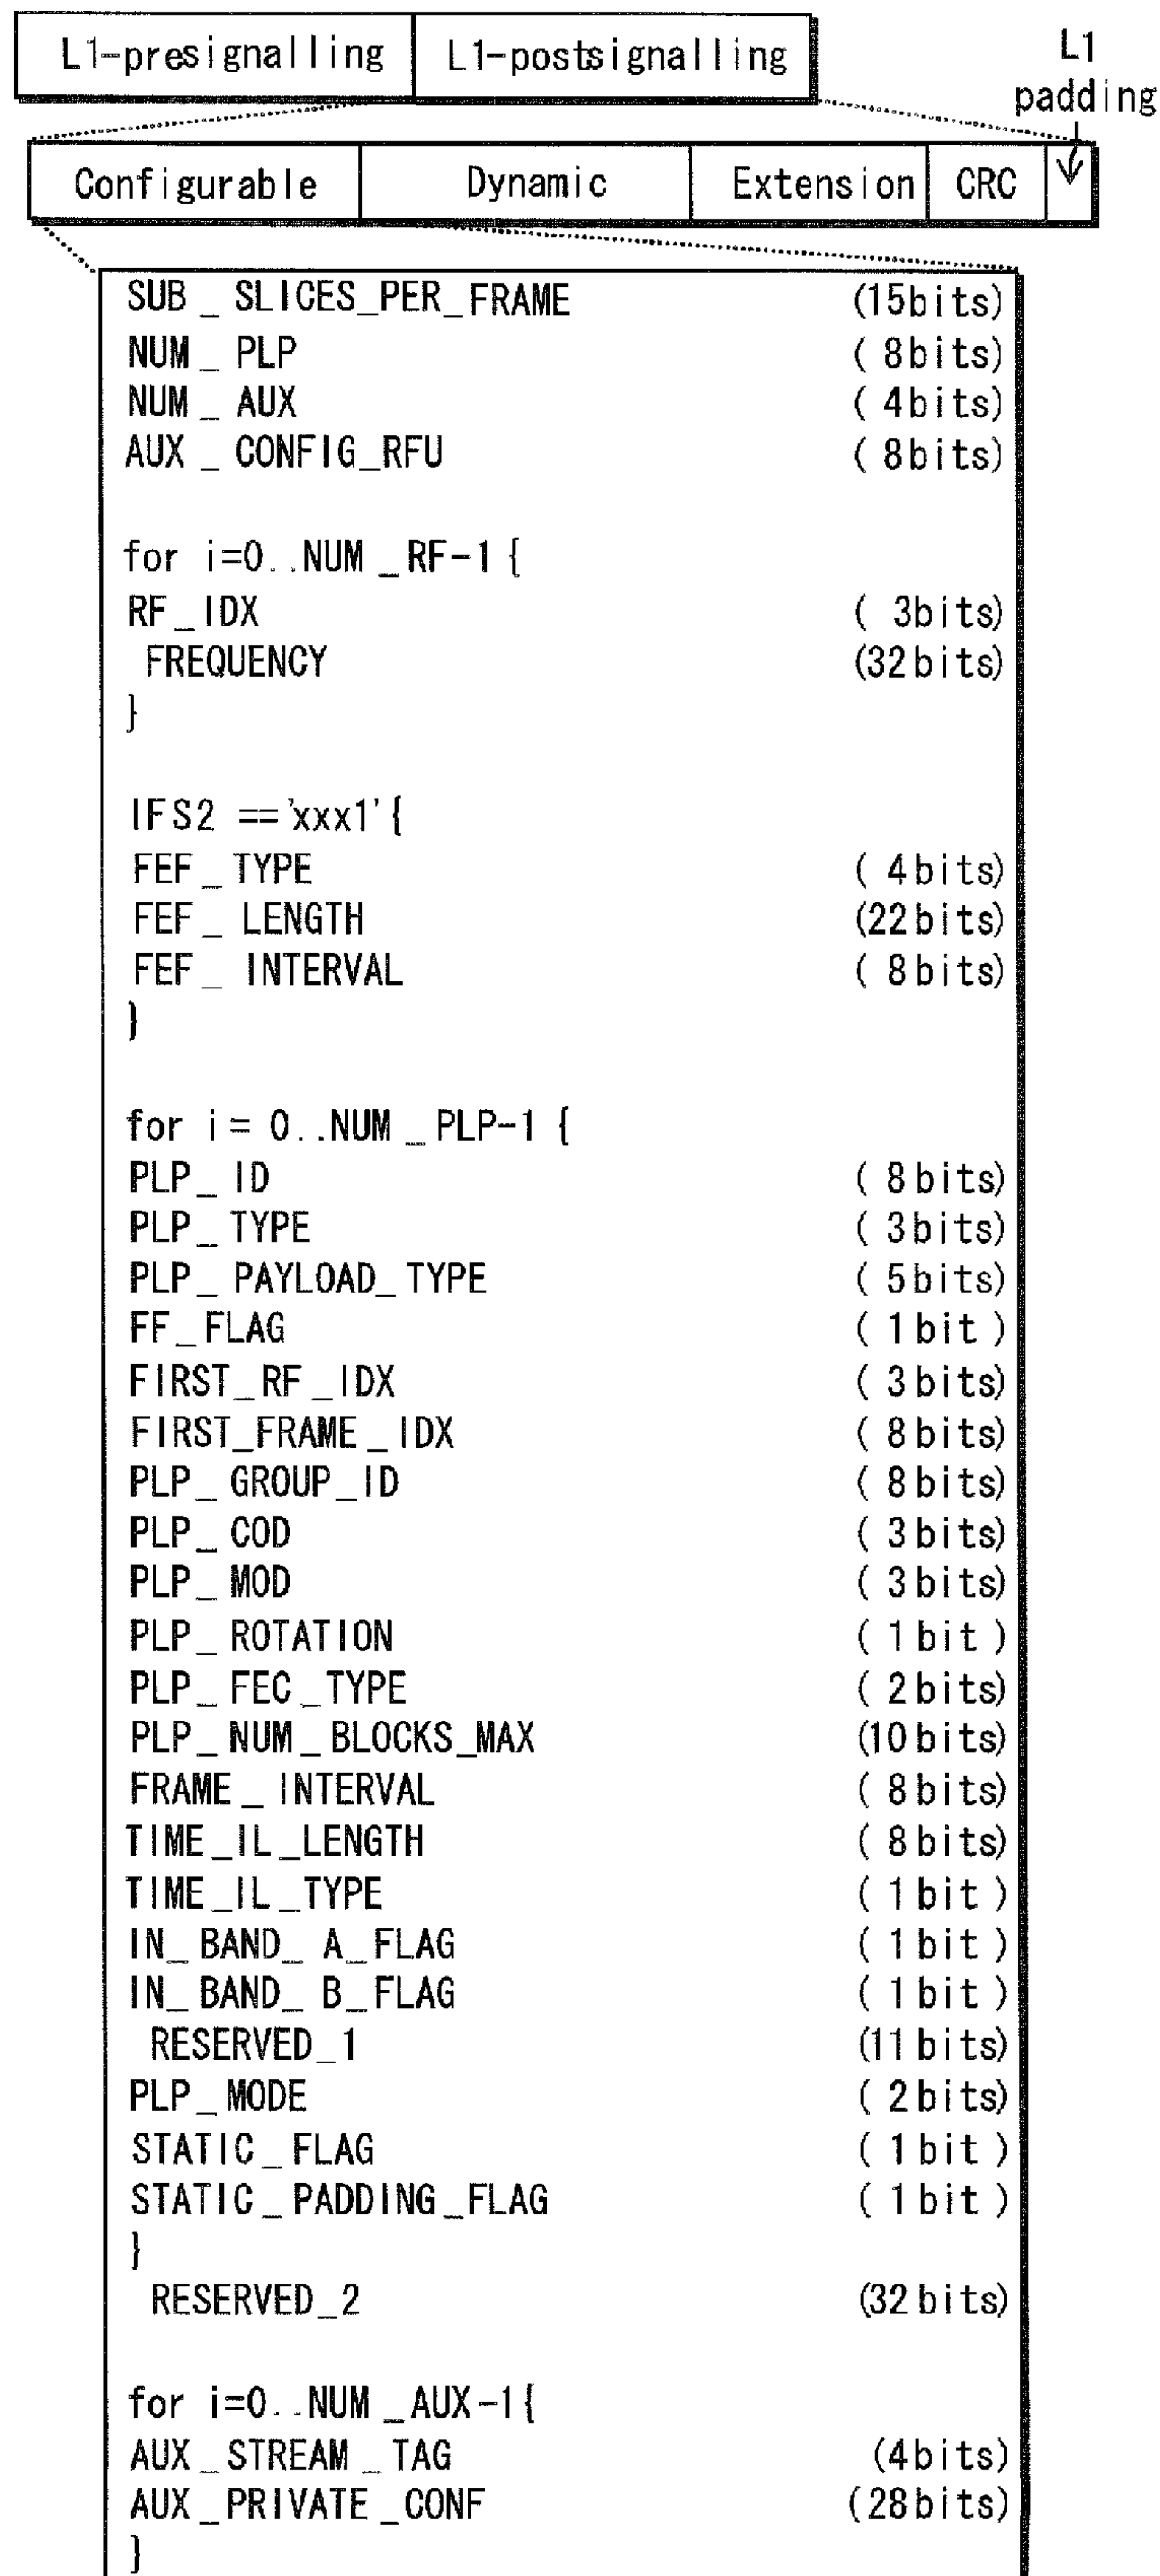 L1-presignalling L1-postsignalling
L1
padding
Configurable Dynamic Extension CRC
SUB_SLICES_PER_FRAME (15bits)
NUM_PLP (8bits)
NUM_AUX (4bits)
AUX_CONFIG_RFU (8bits)
for i=0..NUM_RF-1 {
RF_IDX (3bits)
FREQUENCY (32bits)
}
IFS2 =='xxx1'{
FEF_TYPE (4bits)
FEF_LENGTH (22bits)
FEF_INTERVAL (8bits)
}
for i= 0..NUM_PLP-1 {
PLP_ID (8bits)
PLP_TYPE (3bits)
PLP_PAYLOAD_TYPE (5bits)
FF_FLAG (1bit)
FIRST_RF_IDX (3bits)
FIRST_FRAME_IDX (8bits)
PLP_GROUP_ID (8bits)
PLP_COD (3bits)
PLP_MOD (3bits)
PLP_ROTATION (1bit)
PLP_FEC_TYPE (2bits)
PLP_NUM_BLOCKS_MAX (10bits)
FRAME_INTERVAL (8bits)
TIME_IL_LENGTH (8bits)
TIME_IL_TYPE (1bit)
IN_BAND_A_FLAG (1bit)
IN_BAND_B_FLAG (1bit)
RESERVED_1 (11bits)
PLP_MODE (2bits)
STATIC_FLAG (1bit)
STATIC_PADDING_FLAG (1bit)
}
RESERVED_2 (32bits)
for i=0..NUM_AUX-1{
AUX_STREAM_TAG (4bits)
AUX_PRIVATE_CONF (28bits)
}